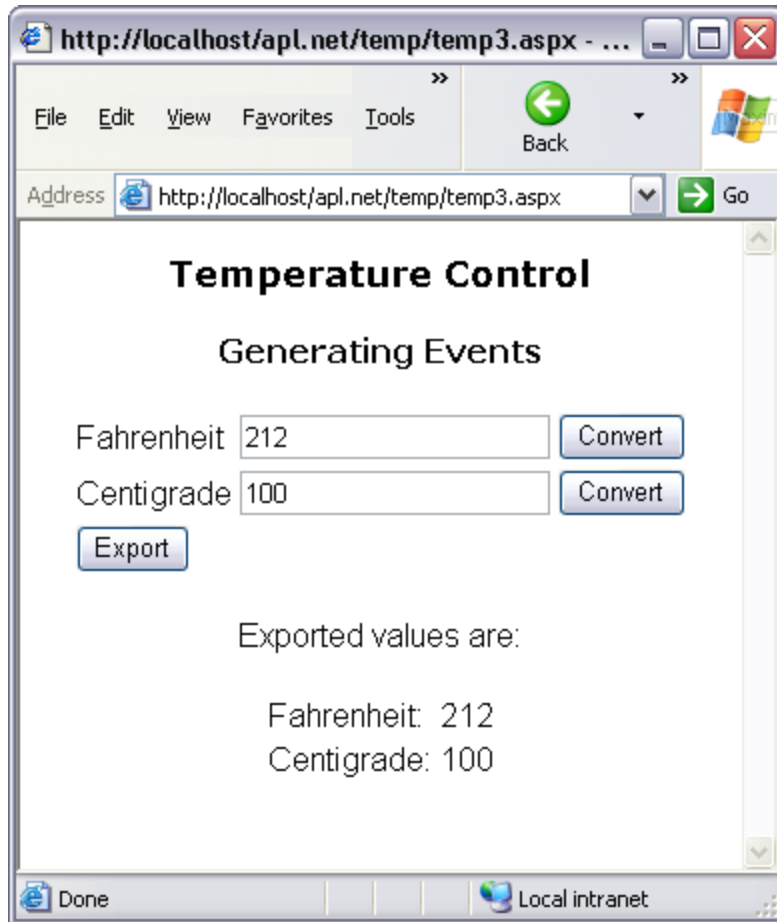 http://localhost/apl.net/temp/temp3.aspx - ...
File Edit View Favorites Tools » Back »
Address http://localhost/apl.net/temp/temp3.aspx Go
Temperature Control
Generating Events
Fahrenheit 212 Convert
Centigrade 100 Convert
Export
Exported values are:
Fahrenheit: 212
Centigrade: 100
Done Local intranet